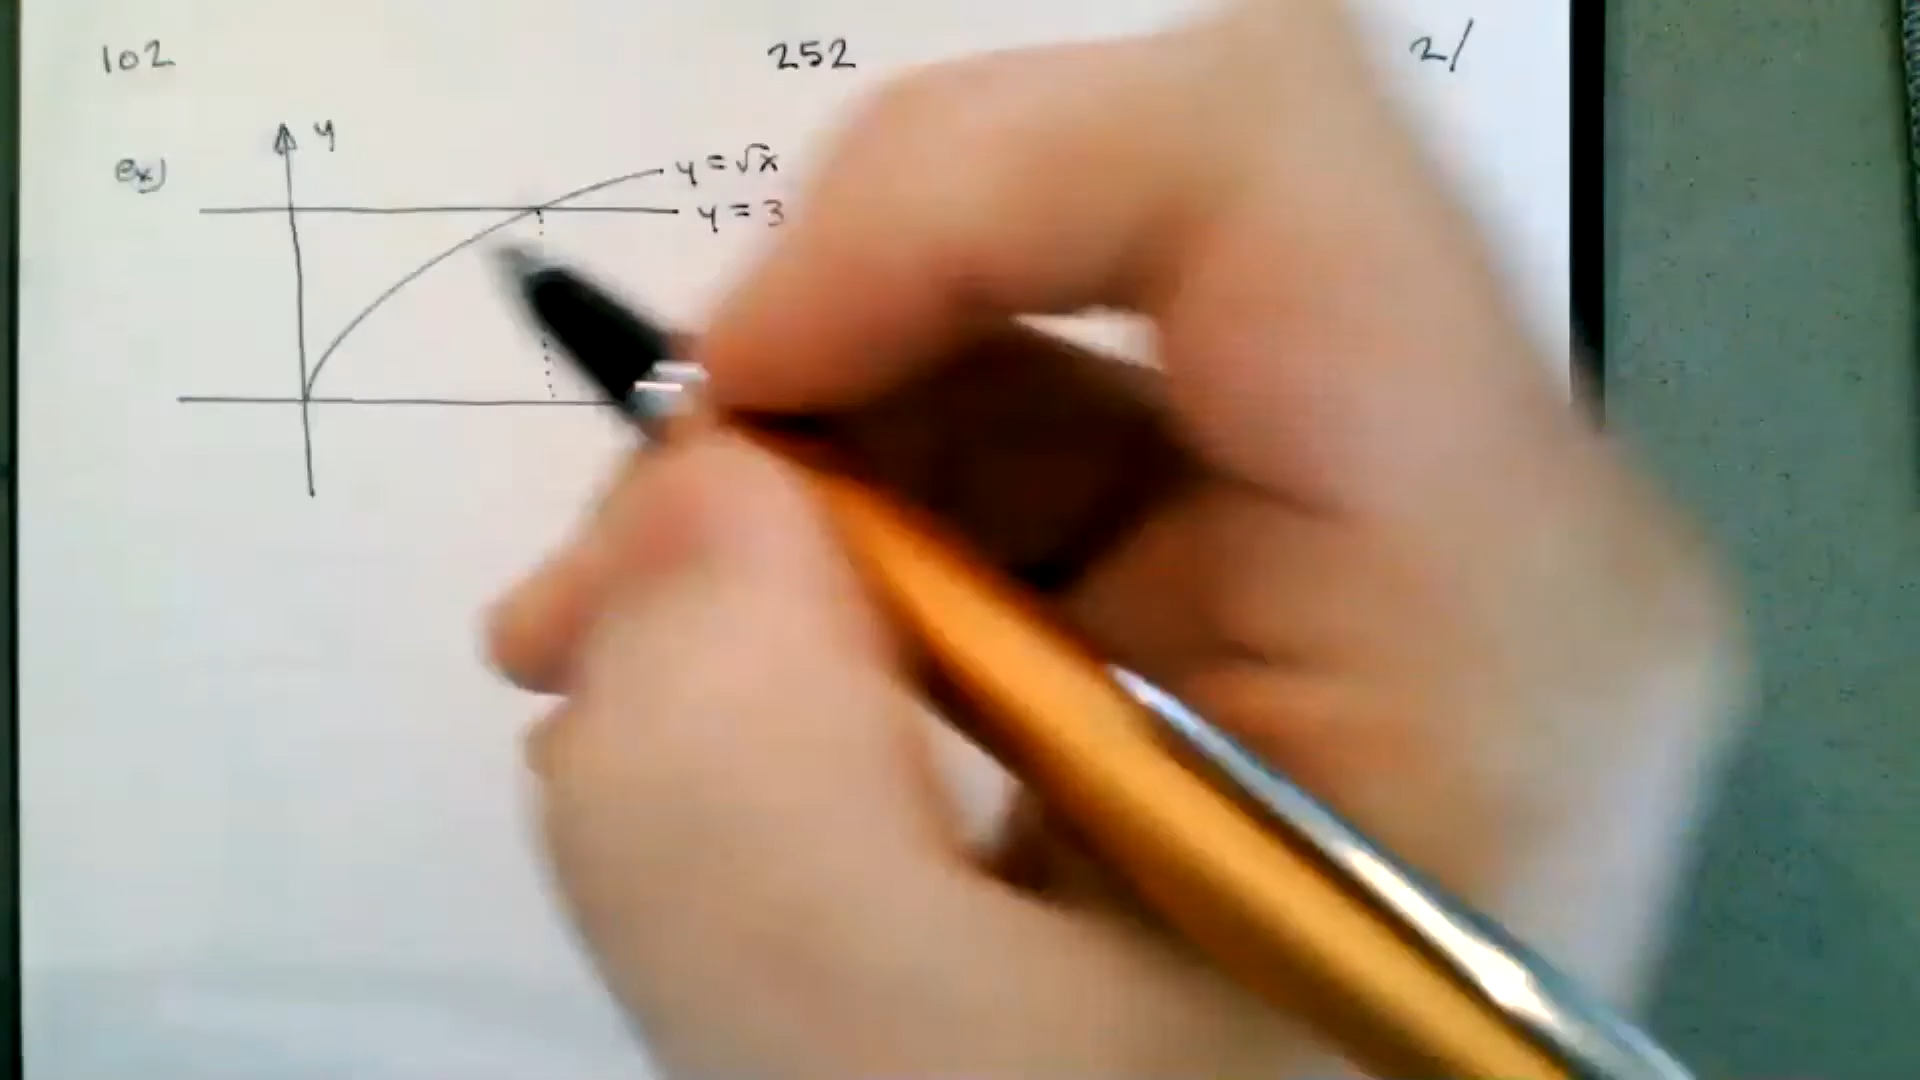 102 252 2/
y
ex)
y = √x
y = 3